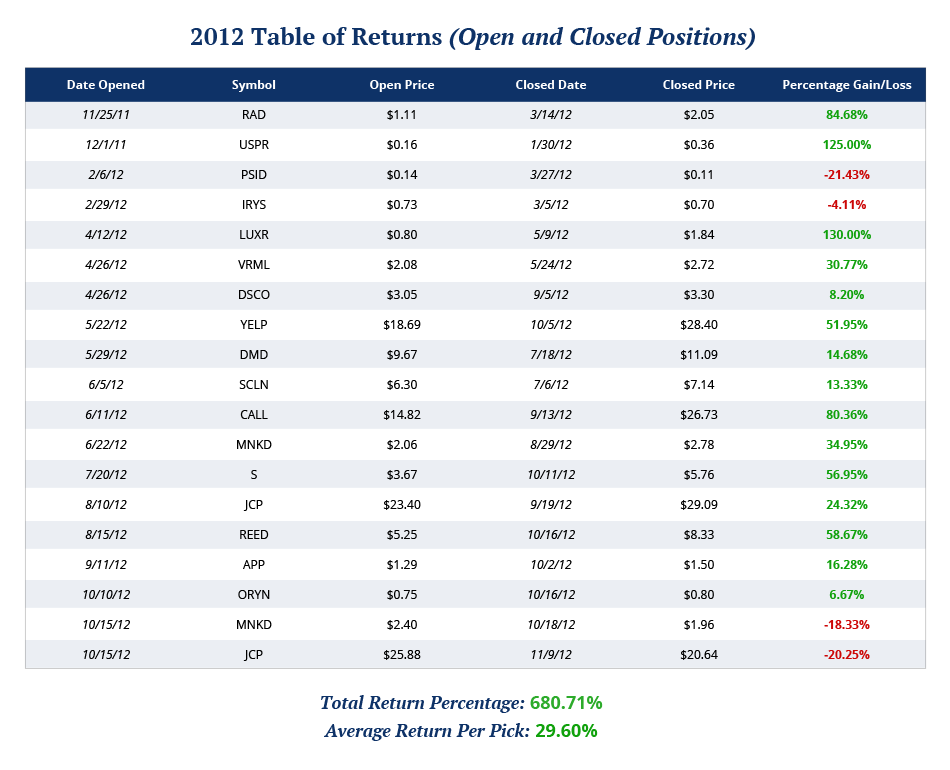 2012 Table of Returns (Open and Closed Positions)
Date Opened Symbol Open Price Closed Date Closed Price Percentage Gain/Loss
11/25/11 RAD $1.11 3/14/12 $2.05 84.68%
12/1/11 USPR $0.16 1/30/12 $0.36 125.00%
2/6/12 PSID $0.14 3/27/12 $0.11 -21.43%
2/29/12 IRYS $0.73 3/5/12 $0.70 -4.11%
4/12/12 LUXR $0.80 5/9/12 $1.84 130.00%
4/26/12 VRML $2.08 5/24/12 $2.72 30.77%
4/26/12 DSCO $3.05 9/5/12 $3.30 8.20%
5/22/12 YELP $18.69 10/5/12 $28.40 51.95%
5/29/12 DMD $9.67 7/18/12 $11.09 14.68%
6/5/12 SCLN $6.30 7/6/12 $7.14 13.33%
6/11/12 CALL $14.82 9/13/12 $26.73 80.36%
6/22/12 MNKD $2.06 8/29/12 $2.78 34.95%
7/20/12 S $3.67 10/11/12 $5.76 56.95%
8/10/12 JCP $23.40 9/19/12 $29.09 24.32%
8/15/12 REED $5.25 10/16/12 $8.33 58.67%
9/11/12 APP $1.29 10/2/12 $1.50 16.28%
10/10/12 ORYN $0.75 10/16/12 $0.80 6.67%
10/15/12 MNKD $2.40 10/18/12 $1.96 -18.33%
10/15/12 JCP $25.88 11/9/12 $20.64 -20.25%
Total Return Percentage: 680.71%
Average Return Per Pick: 29.60%